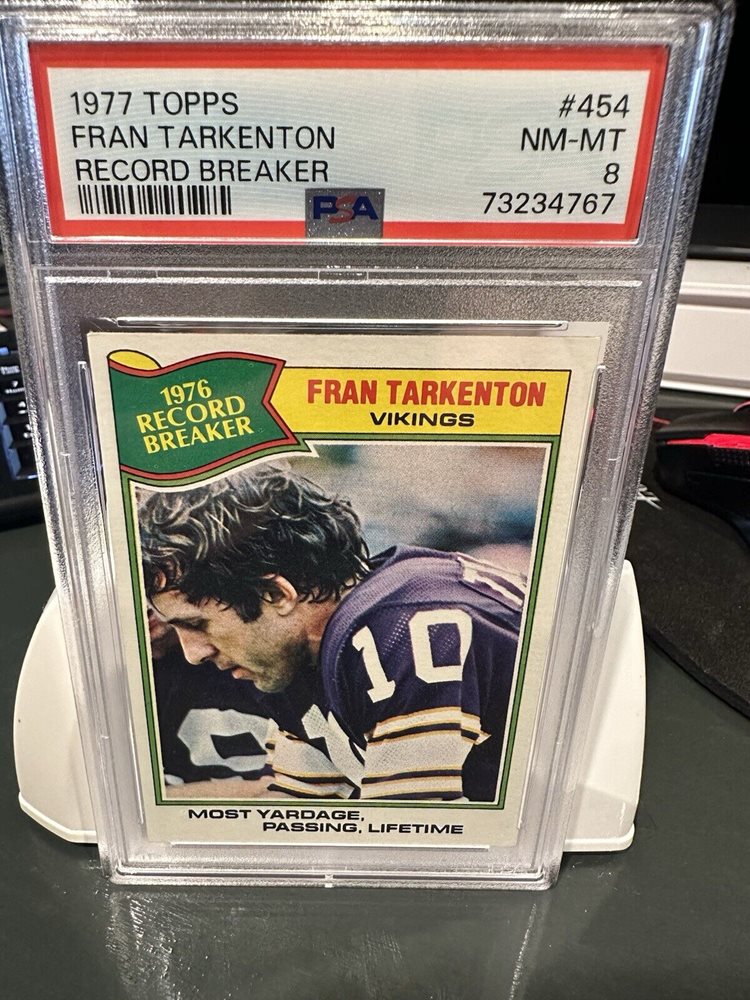 1977 TOPPS #454
FRAN TARKENTON NM-MT
RECORD BREAKER 8
PSA 73234767
1976
RECORD
BREAKER
FRAN TARKENTON
VIKINGS
10
MOST YARDAGE,
PASSING, LIFETIME